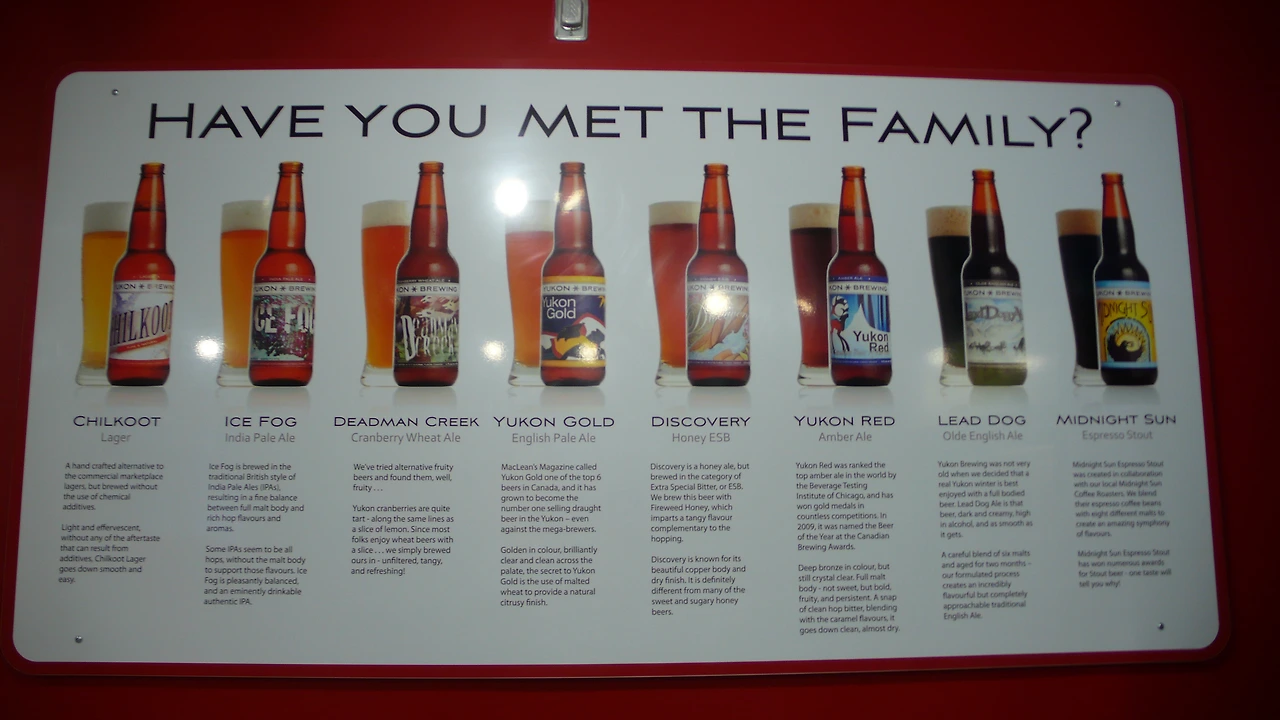 HAVE YOU MET THE FAMILY?
CHILKOOT
Lager
A hand crafted alternative to
the commercial marketplace
lagers, but brewed without
the use of chemical
additives.
Light and effervescent,
without any of the aftertaste
that can result from
additives, Chilkoot Lager
goes down smooth and
easy.
ICE FOG
India Pale Ale
Ice Fog is brewed in the
traditional British style of
India Pale Ales (IPAs),
resulting in a fine balance
between full malt body and
rich hop flavours and
aromas.
Some IPAs seem to be all
hops, without the malt body
to support those flavours. Ice
Fog is pleasantly balanced,
and an eminently drinkable
authentic IPA.
DEADMAN CREEK
Cranberry Wheat Ale
We've tried alternative fruity
beers and found them, well,
fruity . . .
Yukon cranberries are quite
tart - along the same lines as
a slice of lemon. Since most
folks enjoy wheat beers with
a slice . . . we simply brewed
ours in - unfiltered, tangy,
and refreshing!
YUKON GOLD
English Pale Ale
MacLean's Magazine called
Yukon Gold one of the top 6
beers in Canada, and it has
grown to become the
number one selling draught
beer in the Yukon – even
against the mega-brewers.
Golden in colour, brilliantly
clear and clean across the
palate, the secret to Yukon
Gold is the use of malted
wheat to provide a natural
citrusy finish.
DISCOVERY
Honey ESB
Discovery is a honey ale, but
brewed in the category of
Extra Special Bitter, or ESB.
We brew this beer with
Fireweed Honey, which
imparts a tangy flavour
complementary to the
hopping.
Discovery is known for its
beautiful copper body and
dry finish. It is definitely
different from many of the
sweet and sugary honey
beers.
YUKON RED
Amber Ale
Yukon Red was ranked the
top amber ale in the world by
the Beverage Testing
Institute of Chicago, and has
won gold medals in
countless competitions. In
2009, it was named the Beer
of the Year at the Canadian
Brewing Awards.
Deep bronze in colour, but
still crystal clear. Full malt
body - not sweet, but bold,
fruity, and persistent. A snap
of clean hop bitter, blending
with the caramel flavours, it
goes down clean, almost dry.
LEAD DOG
Olde English Ale
Yukon Brewing was not very
old when we decided that a
real Yukon winter is best
enjoyed with a full bodied
beer. Lead Dog Ale is that
beer, dark and creamy, high
in alcohol, and as smooth as
it gets.
A careful blend of six malts
and aged for two months –
our formulated process
creates an incredibly
flavourful but completely
approachable traditional
English Ale.
MIDNIGHT SUN
Espresso Stout
Midnight Sun Espresso Stout
was created in collaboration
with our local Midnight Sun
Coffee Roasters. We blend
their espresso coffee beans
with eight different malts to
create an amazing symphony
of flavours.
Midnight Sun Espresso Stout
has won numerous awards
for Stout beer - one taste will
tell you why!
YUKON BREWING
Yukon
Gold
YUKON BREWING
Yukon
Red